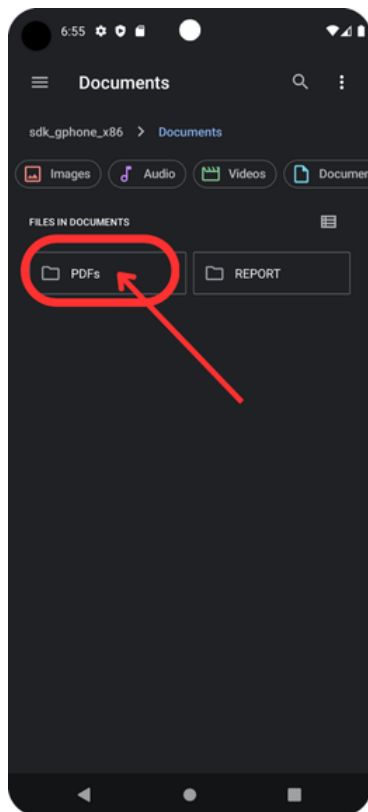 6:55
Documents
sdk_gphone_x86 > Documents
Images Audio Videos Documen
FILES IN DOCUMENTS
PDFs REPORT